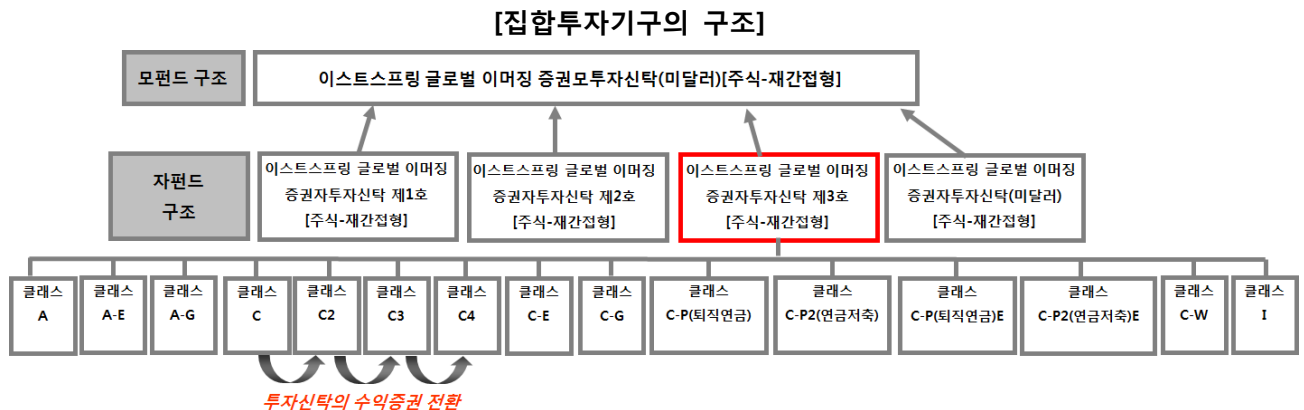 [집합투자기구의 구조]
모펀드 구조
이스트스프링 글로벌 이머징 증권모투자신탁(미달러)[주식-재간접형]
자펀드
구조
이스트스프링 글로벌 이머징
증권자투자신탁 제1호
[주식-재간접형]
이스트스프링 글로벌 이머징
증권자투자신탁 제2호
[주식-재간접형]
이스트스프링 글로벌 이머징
증권자투자신탁 제3호
[주식-재간접형]
이스트스프링 글로벌 이머징
증권자투자신탁(미달러)
[주식-재간접형]
클래스
A
클래스
A-E
클래스
A-G
클래스
C
클래스
C2
클래스
C3
클래스
C4
클래스
C-E
클래스
C-G
클래스
C-P(퇴직연금)
클래스
C-P2(연금저축)
클래스
C-P(퇴직연금)E
클래스
C-P2(연금저축)E
클래스
C-W
클래스
I
투자신탁의 수익증권 전환